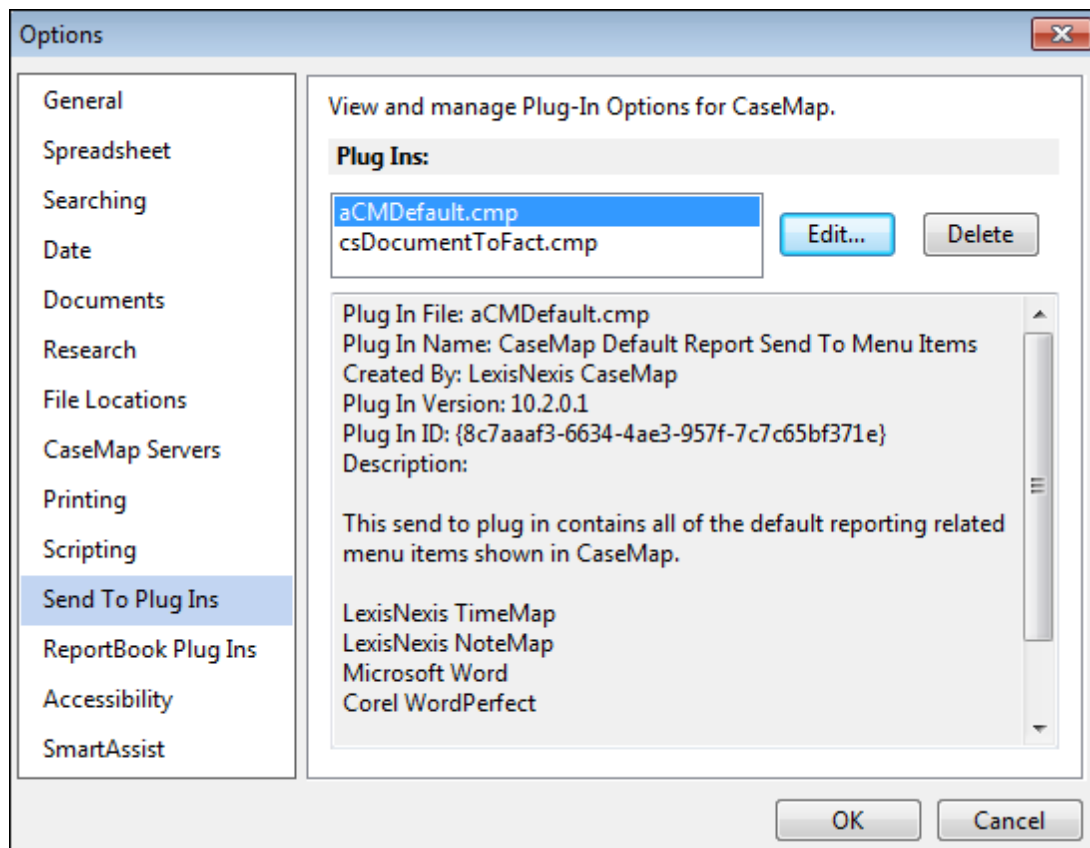 Options
General
Spreadsheet
Searching
Date
Documents
Research
File Locations
CaseMap Servers
Printing
Scripting
Send To Plug Ins
ReportBook Plug Ins
Accessibility
SmartAssist
View and manage Plug-In Options for CaseMap.
Plug Ins:
aCMDefault.cmp
csDocumentToFact.cmp
Edit...
Delete
Plug In File: aCMDefault.cmp
Plug In Name: CaseMap Default Report Send To Menu Items
Created By: LexisNexis CaseMap
Plug In Version: 10.2.0.1
Plug In ID: {8c7aaaf3-6634-4ae3-957f-7c7c65bf371e}
Description:
This send to plug in contains all of the default reporting related
menu items shown in CaseMap.
LexisNexis TimeMap
LexisNexis NoteMap
Microsoft Word
Corel WordPerfect
OK
Cancel